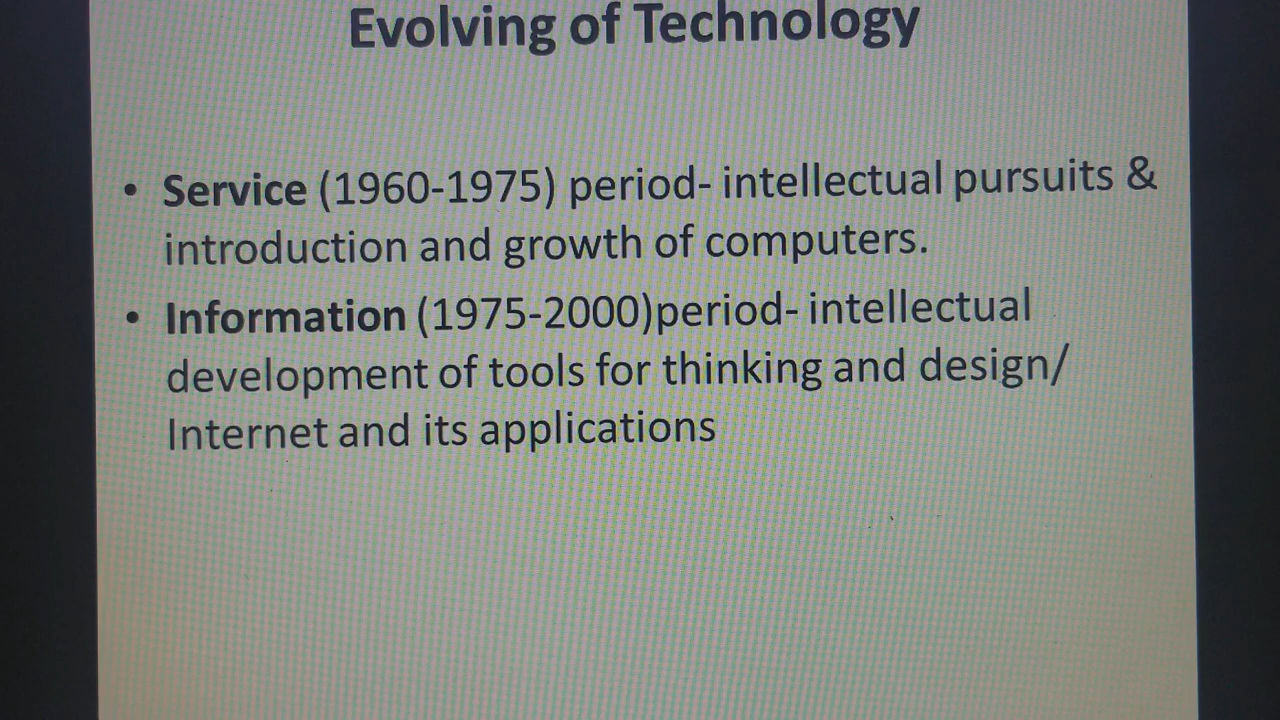 Evolving of Technology
• Service (1960-1975) period- intellectual pursuits &
introduction and growth of computers.
• Information (1975-2000)period- intellectual
development of tools for thinking and design/
Internet and its applications